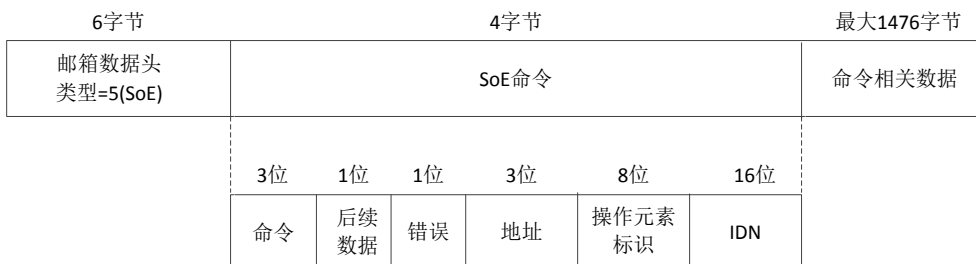 6字节 4字节 最大1476字节
邮箱数据头
类型=5(SoE)
SoE命令
命令相关数据
3位 1位 1位 3位 8位 16位
命令
后续
数据
错误
地址
操作元素
标识
IDN